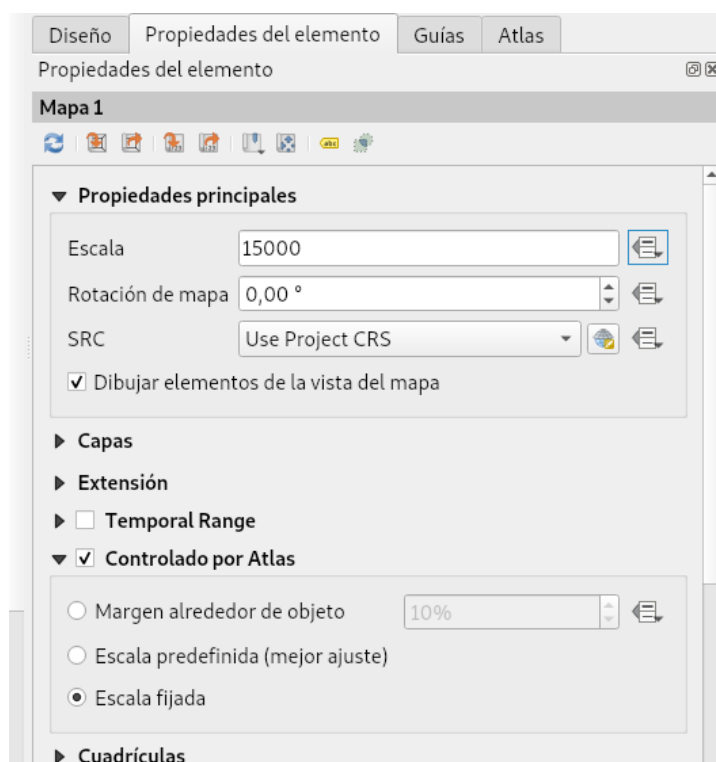 Diseño Propiedades del elemento Guías Atlas
Propiedades del elemento
Mapa 1
Propiedades principales
Escala 15000
Rotación de mapa 0,00 °
SRC Use Project CRS
Dibujar elementos de la vista del mapa
Capas
Extensión
Temporal Range
Controlado por Atlas
Margen alrededor de objeto 10%
Escala predefinida (mejor ajuste)
Escala fijada
Cuadrículas